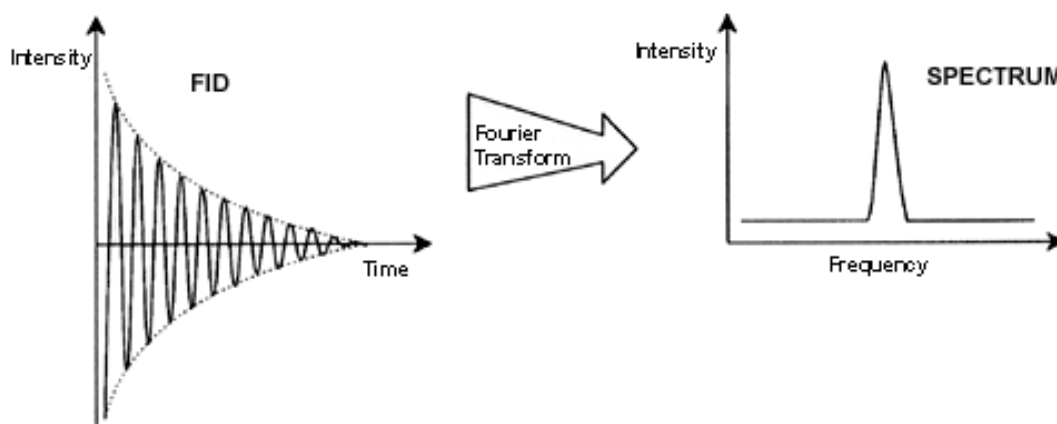 Intensity
FID
Time
Fourier
Transform
Intensity
SPECTRUM
Frequency